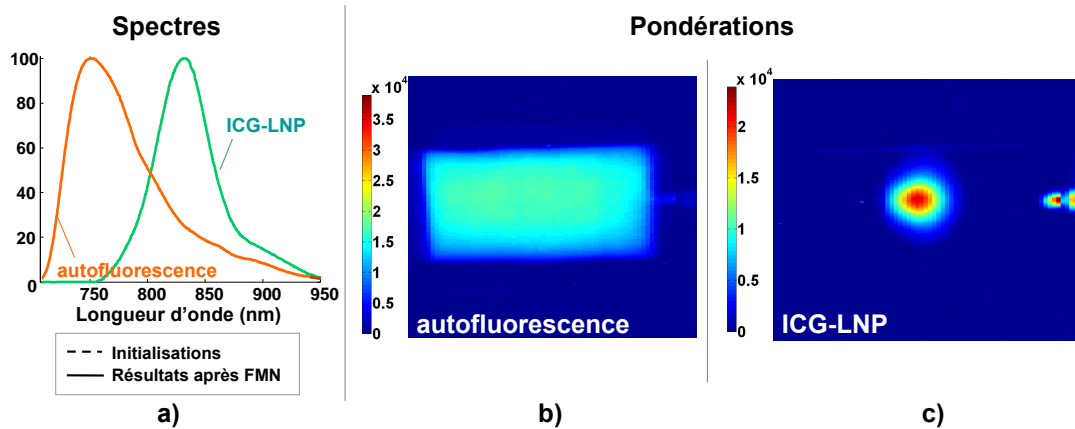 Spectres
Pondérations
100
80
60
40
20
0
750
800
850
900
950
Longueur d'onde (nm)
ICG-LNP
autofluorescence
Initialisations
Résultats après FMN
a)
x 10⁴
3.5
3
2.5
2
1.5
1
0.5
0
autofluorescence
b)
x 10⁴
2
1.5
1
0.5
0
ICG-LNP
c)